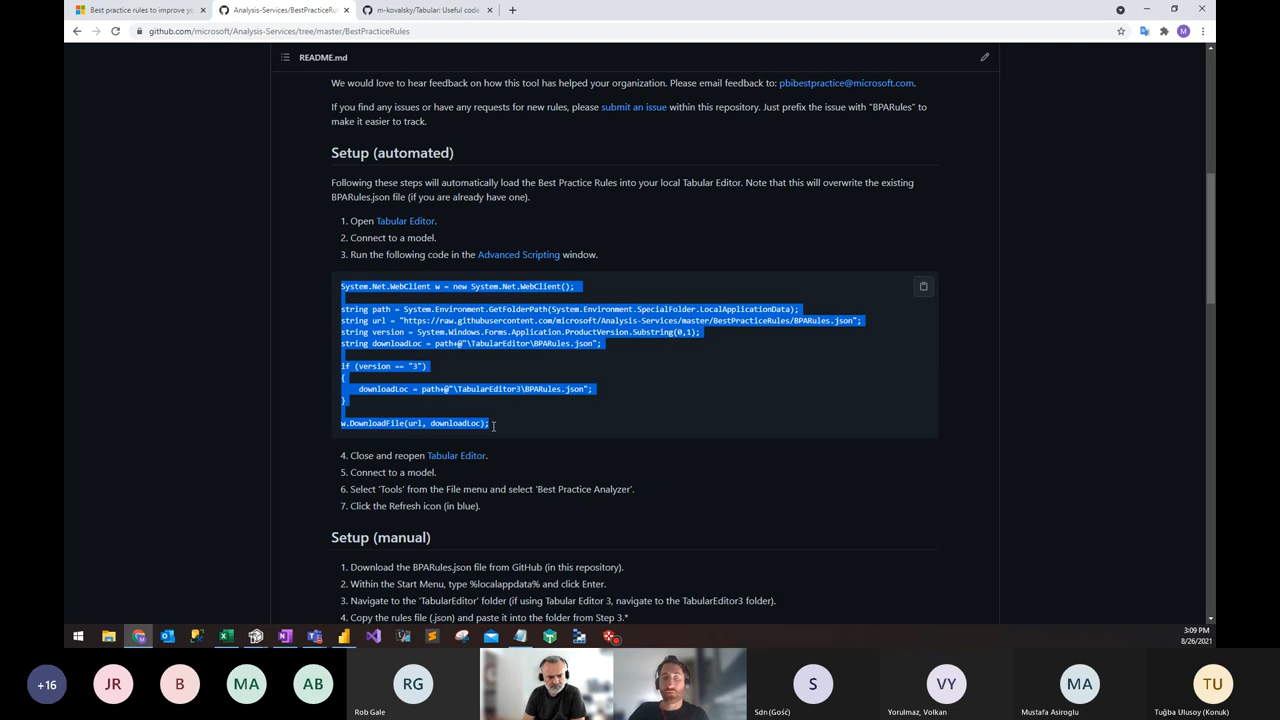 Best practice rules to improve yo
Analysis-Services/BestPracticeRu
m-kovalsky/Tabular: Useful code
github.com/microsoft/Analysis-Services/tree/master/BestPracticeRules
M
README.md
We would love to hear feedback on how this tool has helped your organization. Please email feedback to: pbibestpractice@microsoft.com.
If you find any issues or have any requests for new rules, please submit an issue within this repository. Just prefix the issue with "BPARules" to
make it easier to track.
Setup (automated)
Following these steps will automatically load the Best Practice Rules into your local Tabular Editor. Note that this will overwrite the existing
BPARules.json file (if you are already have one).
1. Open Tabular Editor.
2. Connect to a model.
3. Run the following code in the Advanced Scripting window.
System.Net.WebClient w = new System.Net.WebClient();
string path = System.Environment.GetFolderPath(System.Environment.SpecialFolder.LocalApplicationData);
string url = "https://raw.githubusercontent.com/microsoft/Analysis-Services/master/BestPracticeRules/BPARules.json";
string version = System.Windows.Forms.Application.ProductVersion.Substring(0,1);
string downloadLoc = path+@"\TabularEditor\BPARules.json";
if (version == "3")
{
downloadLoc = path+@"\TabularEditor3\BPARules.json";
}
w.DownloadFile(url, downloadLoc);
4. Close and reopen Tabular Editor.
5. Connect to a model.
6. Select 'Tools' from the File menu and select 'Best Practice Analyzer'.
7. Click the Refresh icon (in blue).
Setup (manual)
1. Download the BPARules.json file from GitHub (in this repository).
2. Within the Start Menu, type %localappdata% and click Enter.
3. Navigate to the 'TabularEditor' folder (if using Tabular Editor 3, navigate to the TabularEditor3 folder).
4. Copy the rules file (.json) and paste it into the folder from Step 3.*
3:09 PM
8/26/2021
+16
JR
B
MA
AB
RG
S
VY
MA
TU
Rob Gale
Sdn (Gość)
Yorulmaz, Volkan
Mustafa Asiroglu
Tuğba Ulusoy (Konuk)